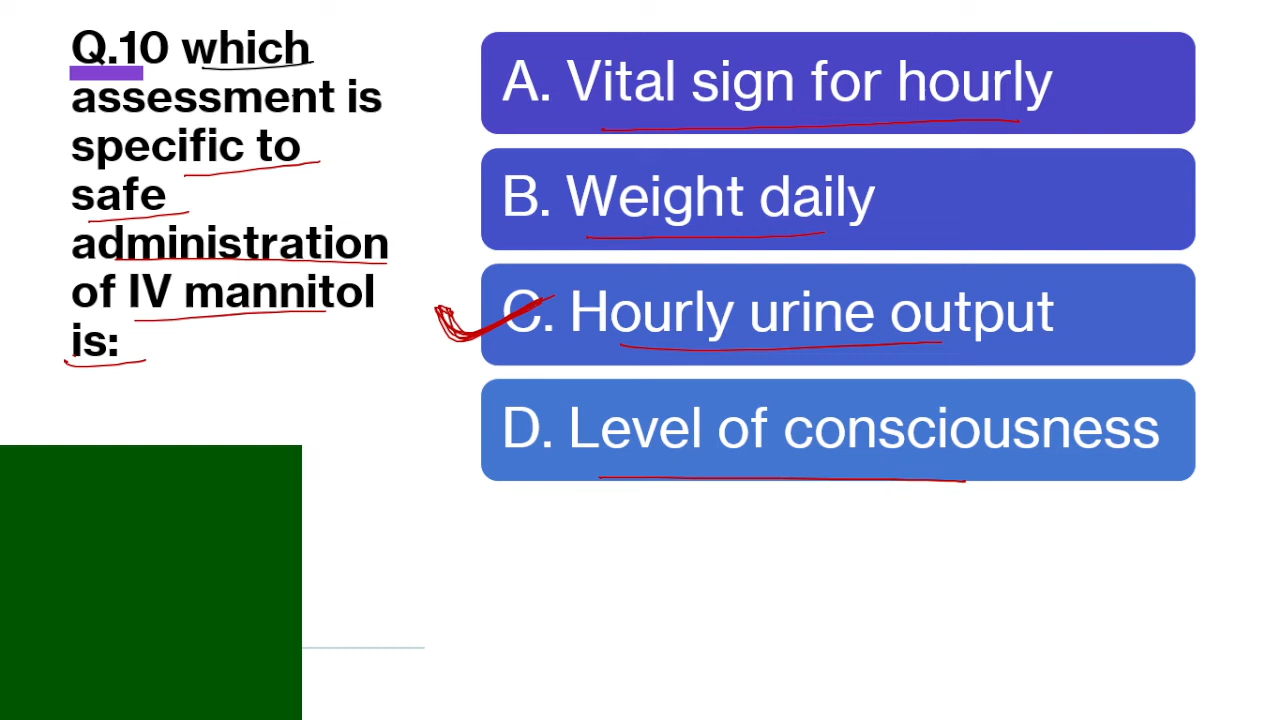 Q.10 which
assessment is
specific to
safe
administration
of IV mannitol
is:
A. Vital sign for hourly
B. Weight daily
C. Hourly urine output
D. Level of consciousness